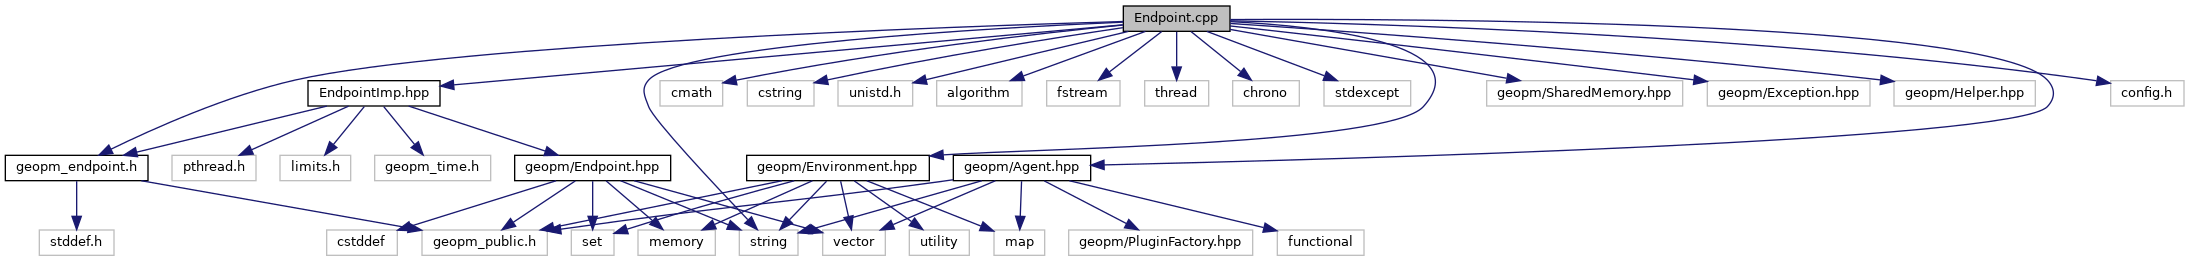 Endpoint.cpp
EndpointImp.hpp
cmath
cstring
unistd.h
algorithm
fstream
thread
chrono
stdexcept
geopm/SharedMemory.hpp
geopm/Exception.hpp
geopm/Helper.hpp
config.h
geopm_endpoint.h
pthread.h
limits.h
geopm_time.h
geopm/Endpoint.hpp
geopm/Environment.hpp
geopm/Agent.hpp
stddef.h
cstddef
geopm_public.h
set
memory
string
vector
utility
map
geopm/PluginFactory.hpp
functional